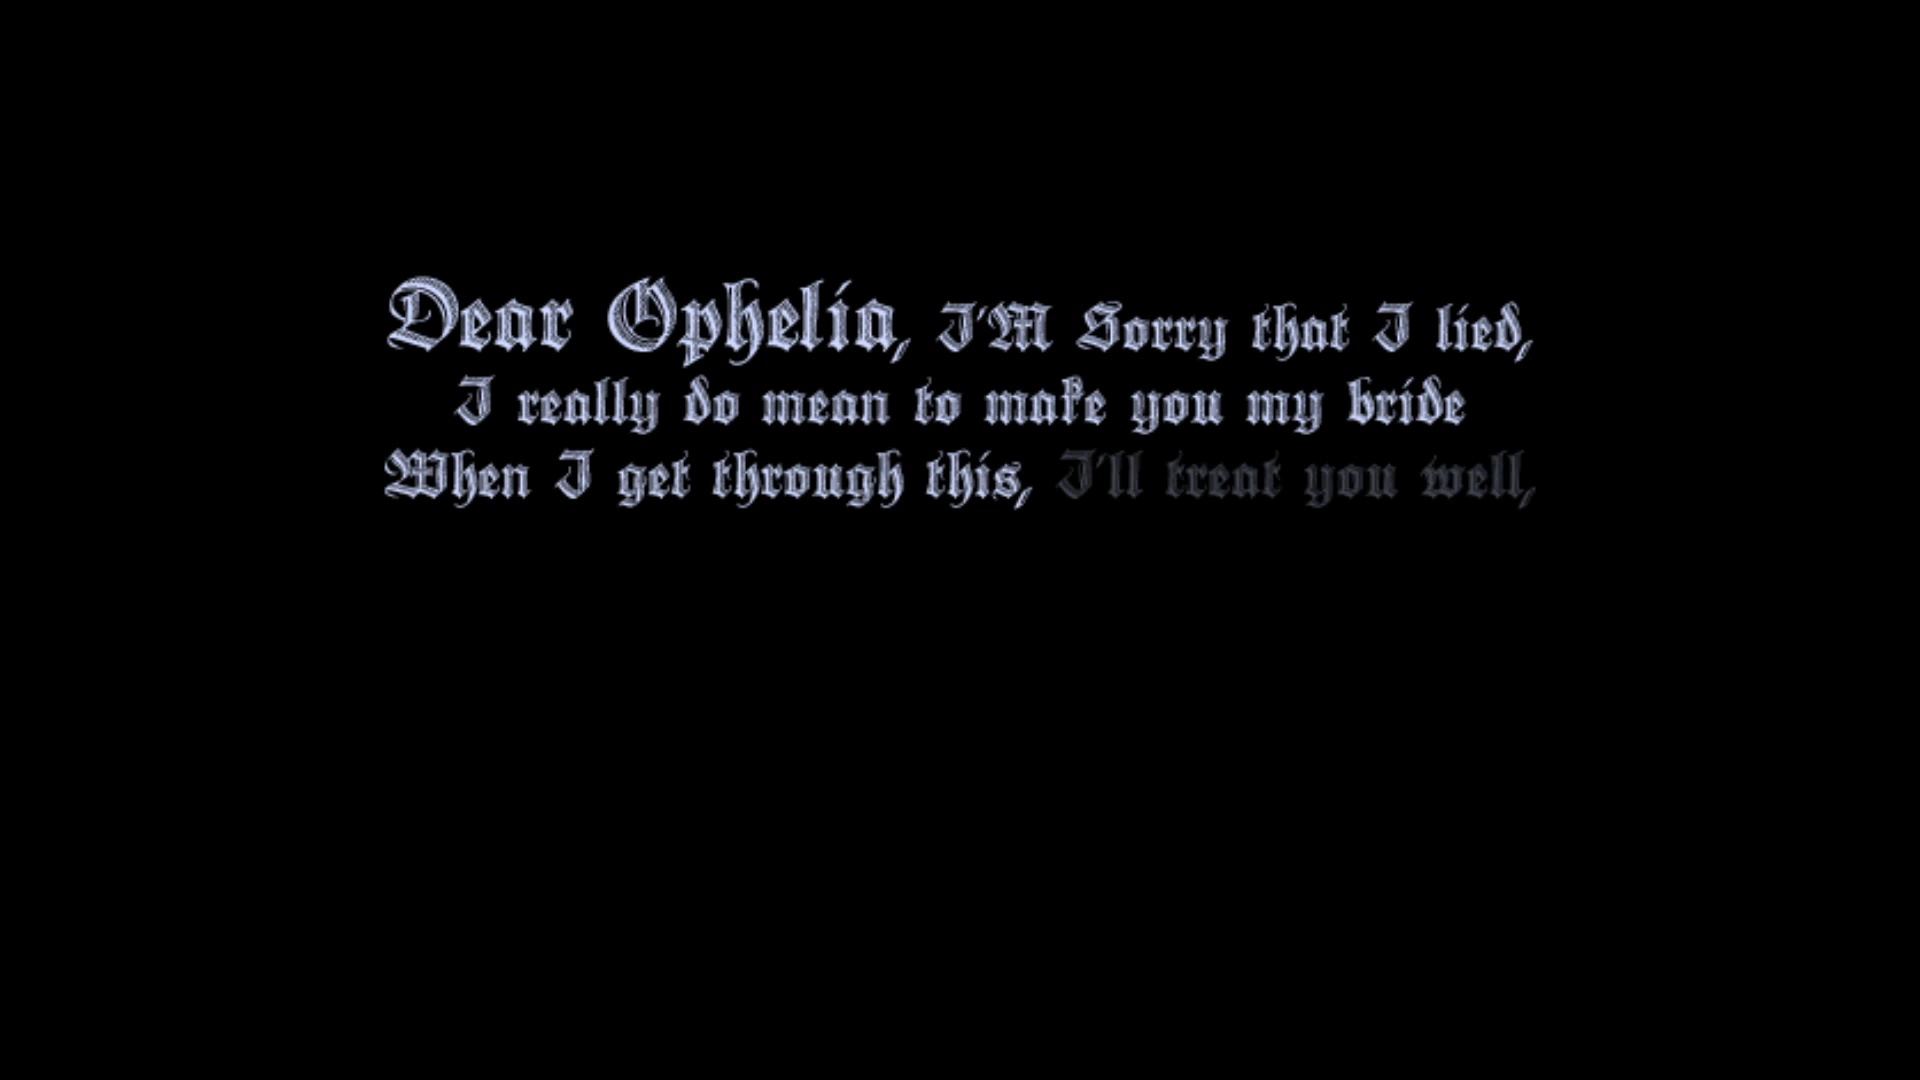 Dear Ophelia, I'M Sorry that I lied,
I really do mean to make you my bride
When I get through this, I'll treat you well,